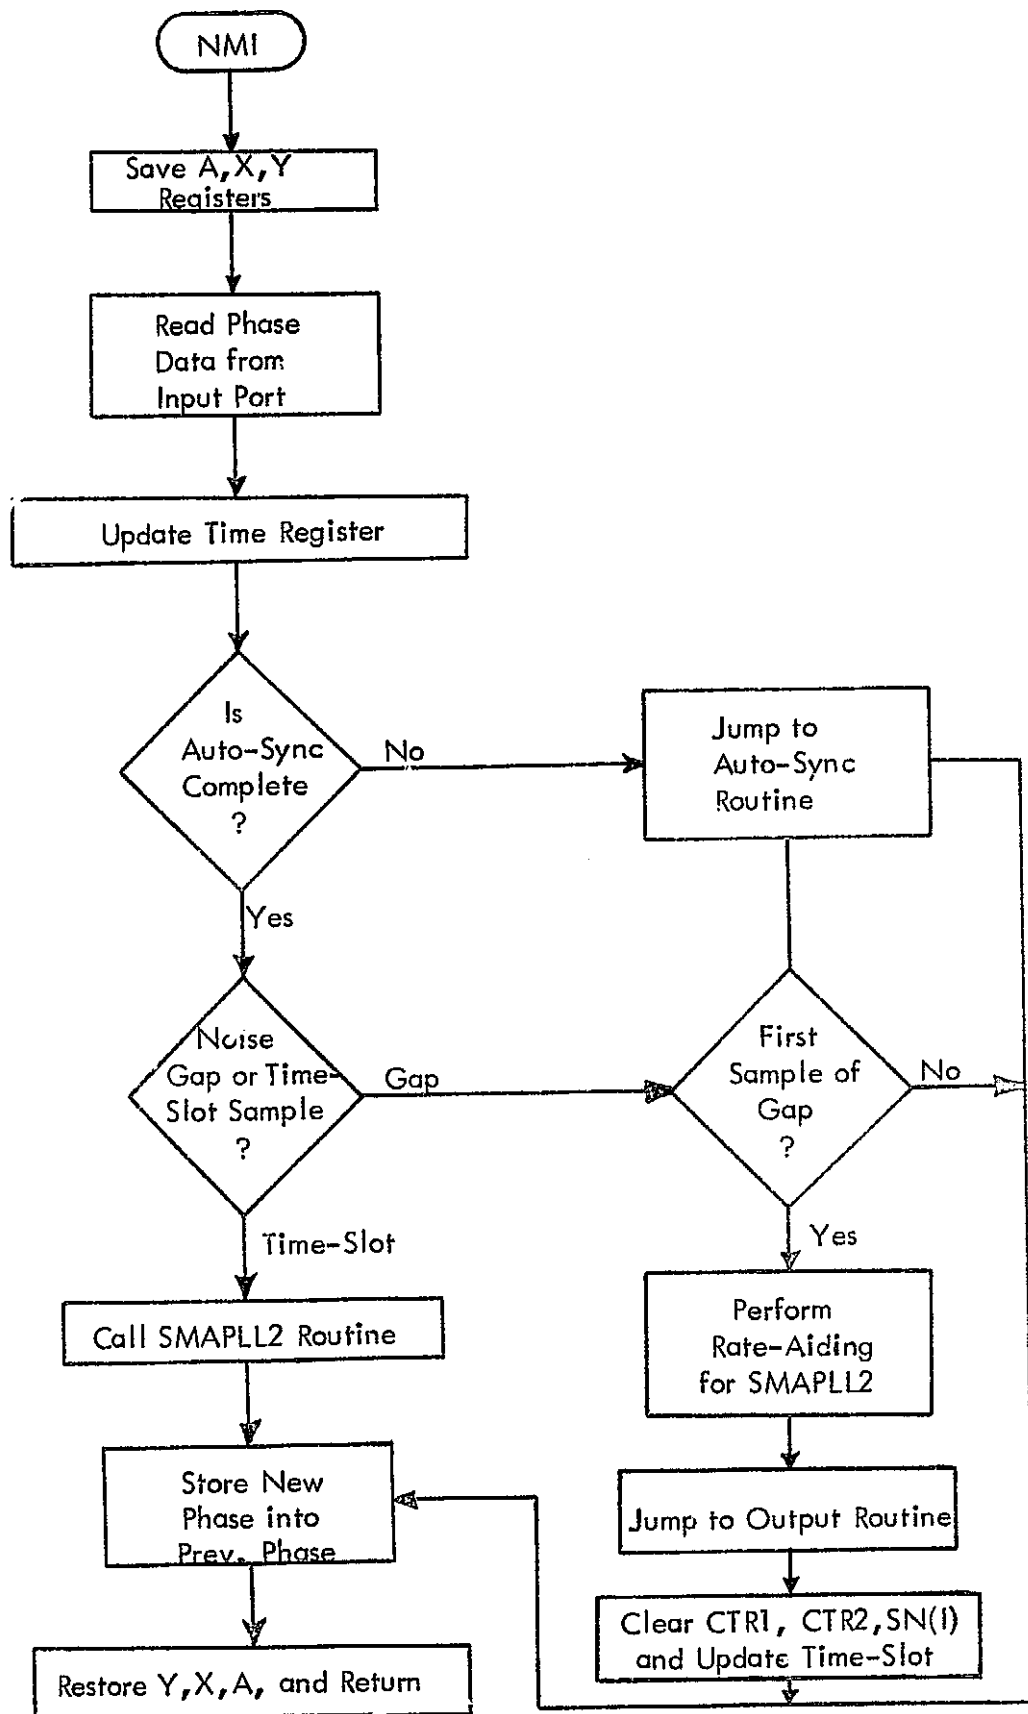 NMI
Save A,X,Y
Registers
Read Phase
Data from
Input Port
Update Time Register
Is
Auto-Sync
Complete
?
No
Jump to
Auto-Sync
Routine
Yes
Noise
Gap or Time-
Slot Sample
?
Gap
First
Sample of
Gap
?
No
Time-Slot
Yes
Call SMAPLL2 Routine
Perform
Rate-Aiding
for SMAPLL2
Store New
Phase into
Prev. Phase
Jump to Output Routine
Clear CTR1, CTR2, SN(I)
and Update Time-Slot
Restore Y,X,A, and Return